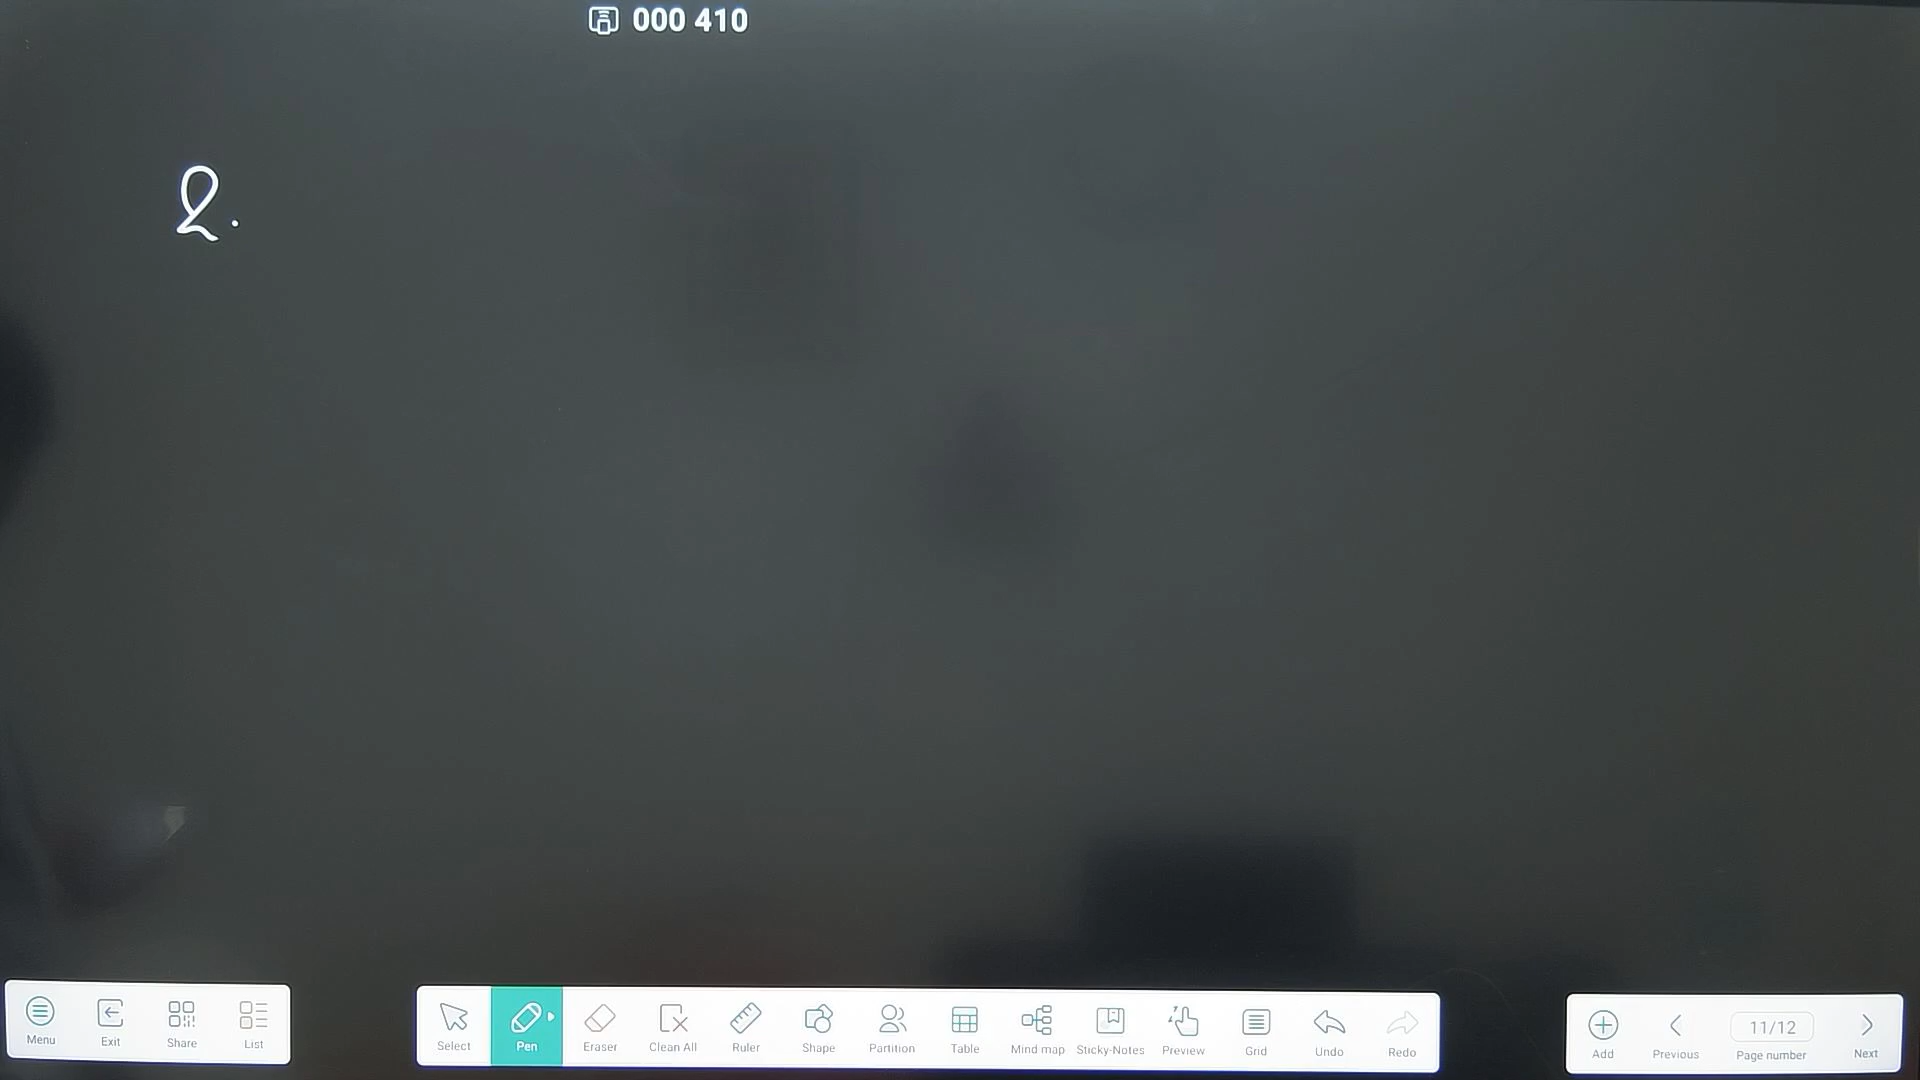 000 410
2.
Menu Exit Share List
Select Pen Eraser Clean All Ruler Shape Partition Table Mind map Sticky-Notes Preview Grid Undo Redo
Add Previous 11/12 Page number Next